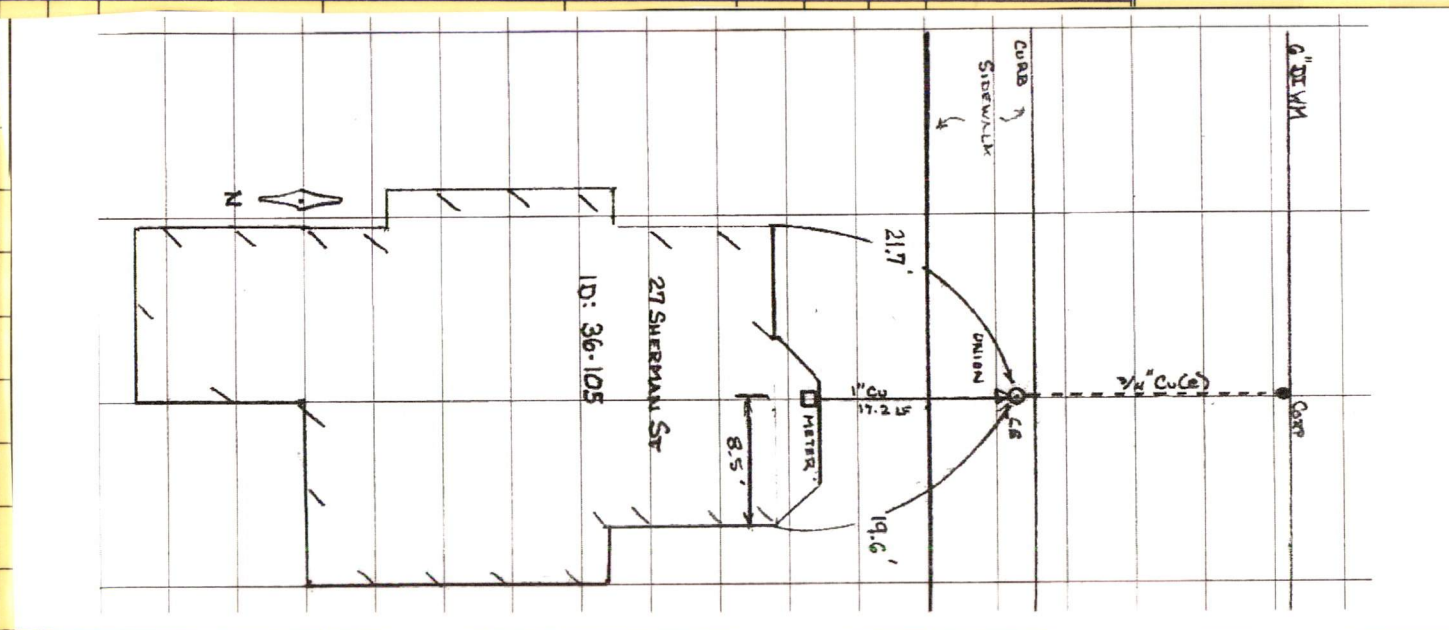 6" DI WM
CURB
SIDEWALK
N
21.7'
UNION
3/4" CU(E)
CORP
CB
1" CU
17.2 LF
METER
27 SHERMAN ST
ID: 36-105
8.5'
19.6'